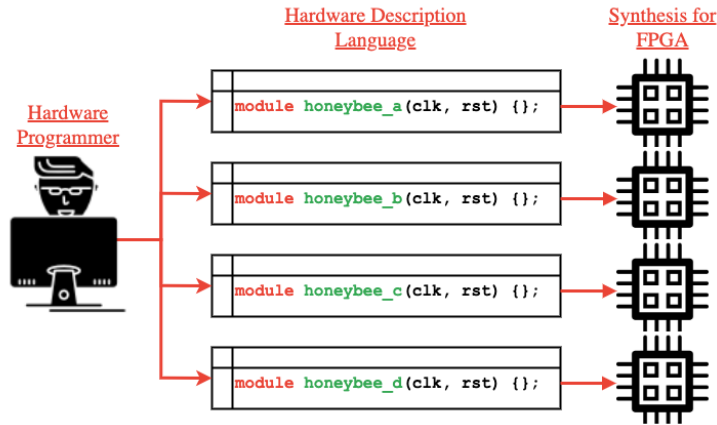 Hardware Description
Language
Synthesis for
FPGA
Hardware
Programmer
module honeybee_a(clk, rst) {};
module honeybee_b(clk, rst) {};
module honeybee_c(clk, rst) {};
module honeybee_d(clk, rst) {};